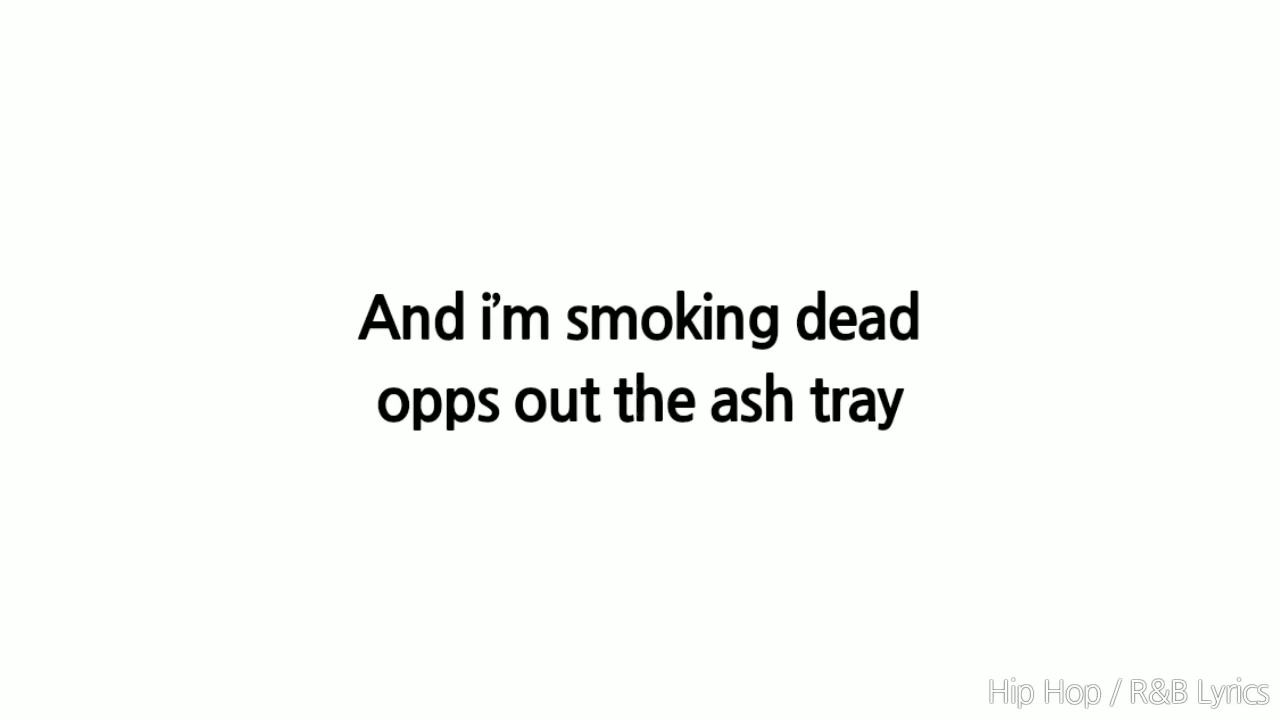 And i’m smoking dead
opps out the ash tray
Hip Hop / R&B Lyrics